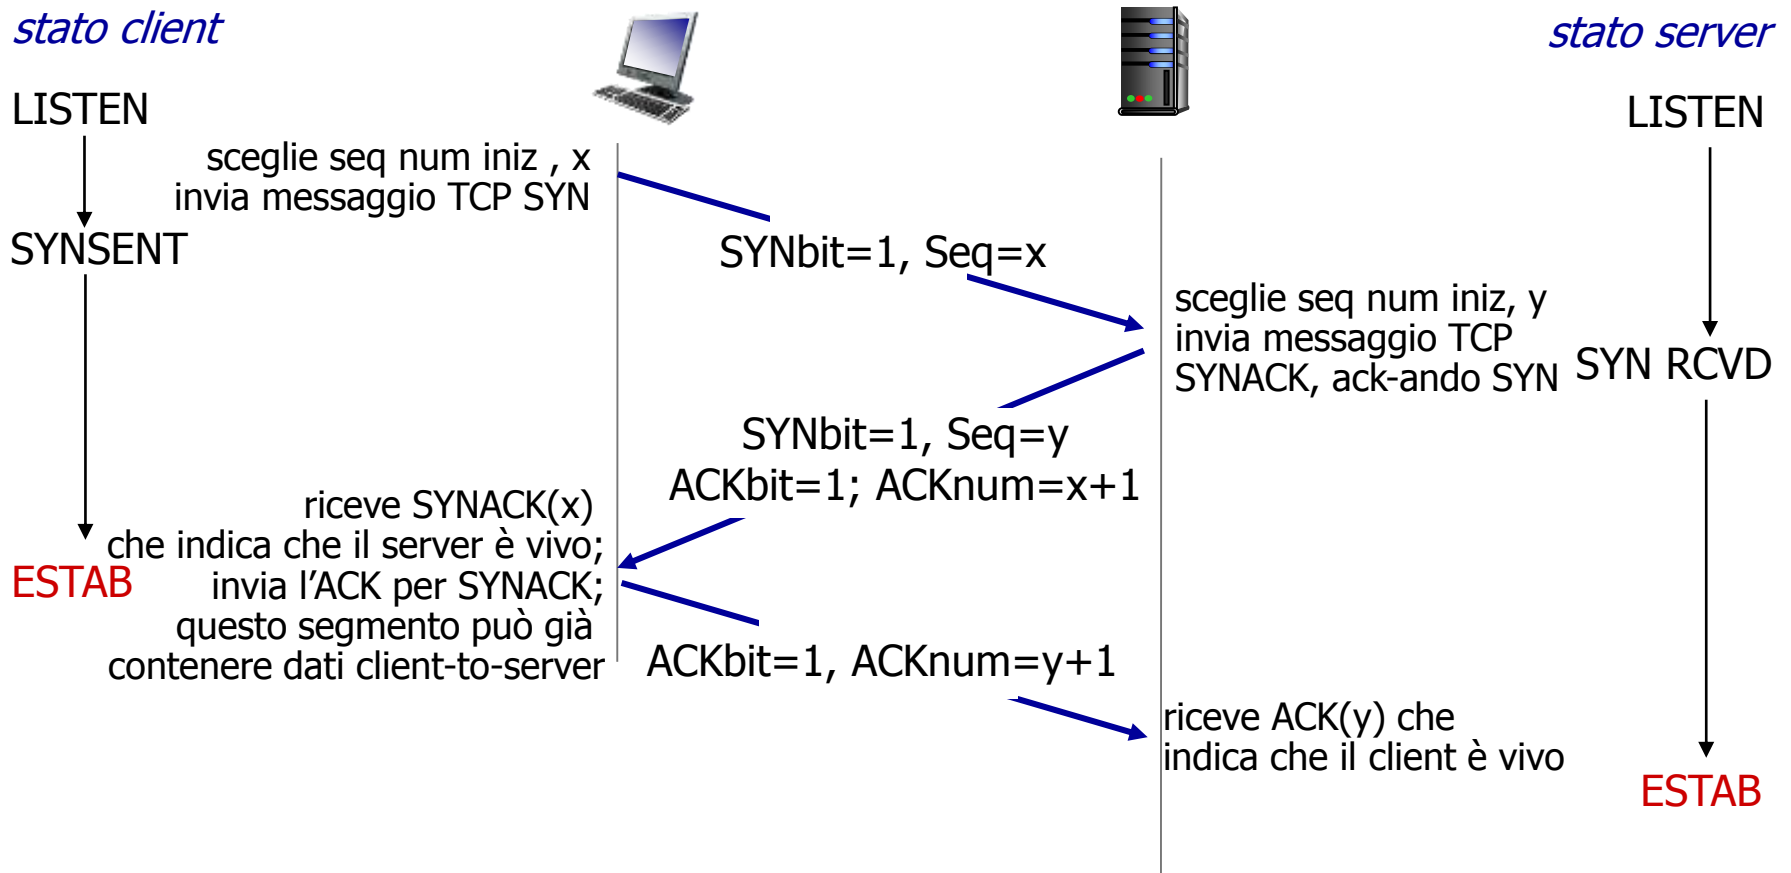 stato client
stato server
LISTEN
LISTEN
sceglie seq num iniz , x
invia messaggio TCP SYN
SYNSENT
SYNbit=1, Seq=x
sceglie seq num iniz, y
invia messaggio TCP
SYNACK, ack-ando SYN
SYN RCVD
SYNbit=1, Seq=y
ACKbit=1; ACKnum=x+1
riceve SYNACK(x)
che indica che il server è vivo;
invia l'ACK per SYNACK;
questo segmento può già
contenere dati client-to-server
ESTAB
ACKbit=1, ACKnum=y+1
riceve ACK(y) che
indica che il client è vivo
ESTAB